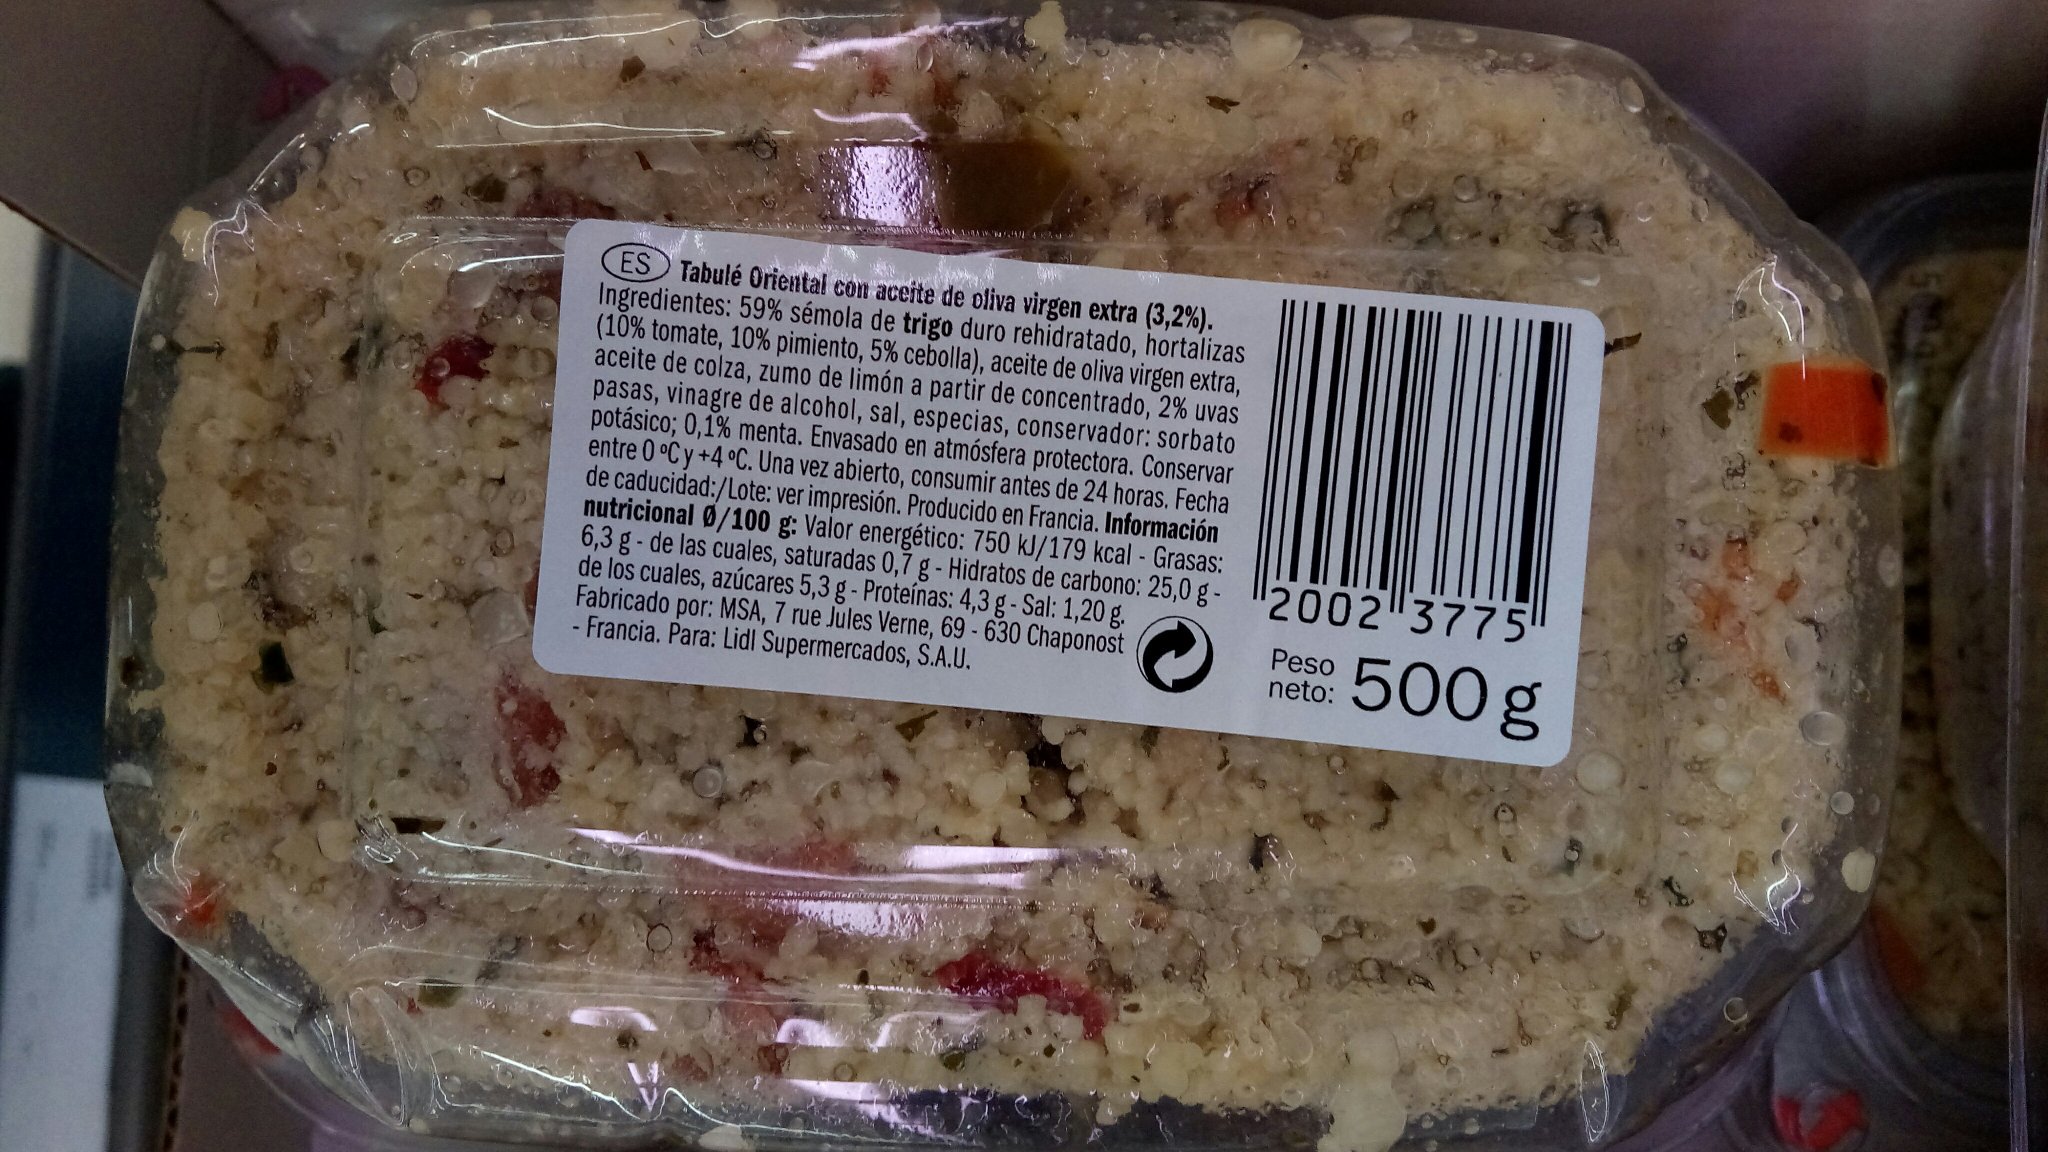 ES Tabulé Oriental con aceite de oliva virgen extra (3,2%).
Ingredientes: 59% sémola de trigo duro rehidratado, hortalizas
(10% tomate, 10% pimiento, 5% cebolla), aceite de oliva virgen extra,
aceite de colza, zumo de limón a partir de concentrado, 2% uvas
pasas, vinagre de alcohol, sal, especias, conservador: sorbato
potásico; 0,1% menta. Envasado en atmósfera protectora. Conservar
entre 0 ºC y +4 ºC. Una vez abierto, consumir antes de 24 horas. Fecha
de caducidad:/Lote: ver impresión. Producido en Francia. Información
nutricional Ø/100 g: Valor energético: 750 kJ/179 kcal - Grasas:
6,3 g - de las cuales, saturadas 0,7 g - Hidratos de carbono: 25,0 g -
de los cuales, azúcares 5,3 g - Proteínas: 4,3 g - Sal: 1,20 g.
Fabricado por: MSA, 7 rue Jules Verne, 69 - 630 Chaponost
- Francia. Para: Lidl Supermercados, S.A.U.
2002 3775
Peso
neto: 500 g